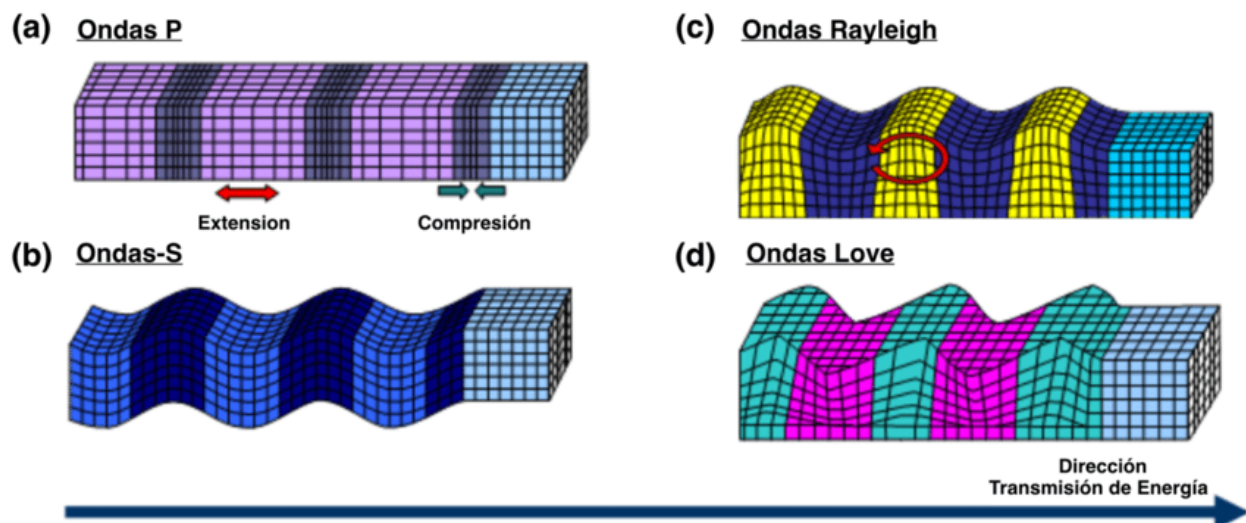 (a) Ondas P
Extension
Compresión
(b) Ondas-S
(c) Ondas Rayleigh
(d) Ondas Love
Dirección
Transmisión de Energía